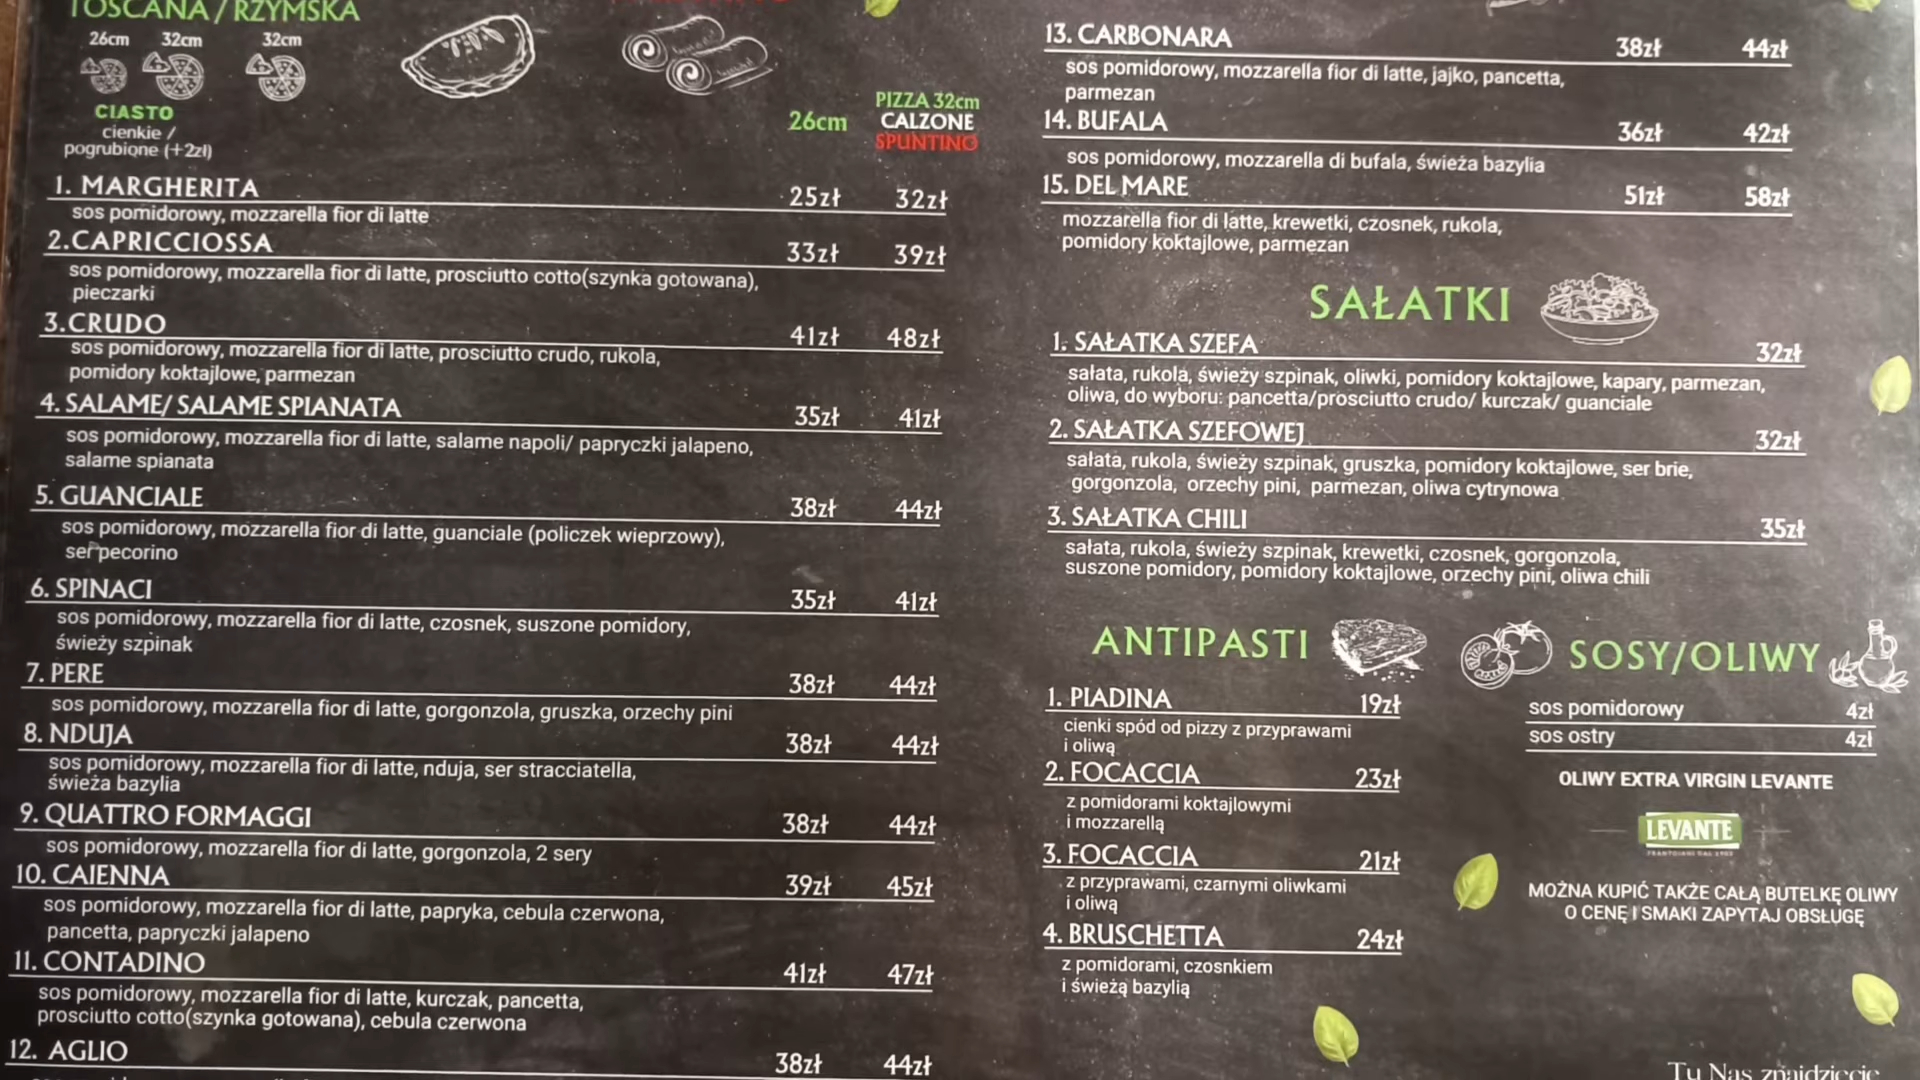 TOSCANA / RZYMSKA
26cm 32cm 32cm
CIASTO
cienkie /
pogrubione (+2zł)
26cm
PIZZA 32cm
CALZONE
SPUNTINO
1. MARGHERITA 25zł 32zł
sos pomidorowy, mozzarella fior di latte
2.CAPRICCIOSSA 33zł 39zł
sos pomidorowy, mozzarella fior di latte, prosciutto cotto(szynka gotowana),
pieczarki
3.CRUDO 41zł 48zł
sos pomidorowy, mozzarella fior di latte, prosciutto crudo, rukola,
pomidory koktajlowe, parmezan
4. SALAME/ SALAME SPIANATA 35zł 41zł
sos pomidorowy, mozzarella fior di latte, salame napoli/ papryczki jalapeno,
salame spianata
5. GUANCIALE 38zł 44zł
sos pomidorowy, mozzarella fior di latte, guanciale (policzek wieprzowy),
ser pecorino
6. SPINACI 35zł 41zł
sos pomidorowy, mozzarella fior di latte, czosnek, suszone pomidory,
świeży szpinak
7. PERE 38zł 44zł
sos pomidorowy, mozzarella fior di latte, gorgonzola, gruszka, orzechy pini
8. NDUJA 38zł 44zł
sos pomidorowy, mozzarella fior di latte, nduja, ser stracciatella,
świeża bazylia
9. QUATTRO FORMAGGI 38zł 44zł
sos pomidorowy, mozzarella fior di latte, gorgonzola, 2 sery
10. CAIENNA 39zł 45zł
sos pomidorowy, mozzarella fior di latte, papryka, cebula czerwona,
pancetta, papryczki jalapeno
11. CONTADINO 41zł 47zł
sos pomidorowy, mozzarella fior di latte, kurczak, pancetta,
prosciutto cotto(szynka gotowana), cebula czerwona
12. AGLIO 38zł 44zł
13. CARBONARA 38zł 44zł
sos pomidorowy, mozzarella fior di latte, jajko, pancetta,
parmezan
14. BUFALA 36zł 42zł
sos pomidorowy, mozzarella di bufala, świeża bazylia
15. DEL MARE 51zł 58zł
mozzarella fior di latte, krewetki, czosnek, rukola,
pomidory koktajlowe, parmezan
SAŁATKI
1. SAŁATKA SZEFA 32zł
sałata, rukola, świeży szpinak, oliwki, pomidory koktajlowe, kapary, parmezan,
oliwa, do wyboru: pancetta/prosciutto crudo/ kurczak/ guanciale
2. SAŁATKA SZEFOWEJ 32zł
sałata, rukola, świeży szpinak, gruszka, pomidory koktajlowe, ser brie,
gorgonzola, orzechy pini, parmezan, oliwa cytrynowa
3. SAŁATKA CHILI 35zł
sałata, rukola, świeży szpinak, krewetki, czosnek, gorgonzola,
suszone pomidory, pomidory koktajlowe, orzechy pini, oliwa chili
ANTIPASTI
1. PIADINA 19zł
cienki spód od pizzy z przyprawami
i oliwą
2. FOCACCIA 23zł
z pomidorami koktajlowymi
i mozzarellą
3. FOCACCIA 21zł
z przyprawami, czarnymi oliwkami
i oliwą
4. BRUSCHETTA 24zł
z pomidorami, czosnkiem
i świeżą bazylią
SOSY/OLIWY
sos pomidorowy 4zł
sos ostry 4zł
OLIWY EXTRA VIRGIN LEVANTE
LEVANTE
FRANTOIANI DAL 1952
MOŻNA KUPIĆ TAKŻE CAŁĄ BUTELKĘ OLIWY
O CENĘ I SMAKI ZAPYTAJ OBSŁUGĘ
Tu Nas znajdziecie